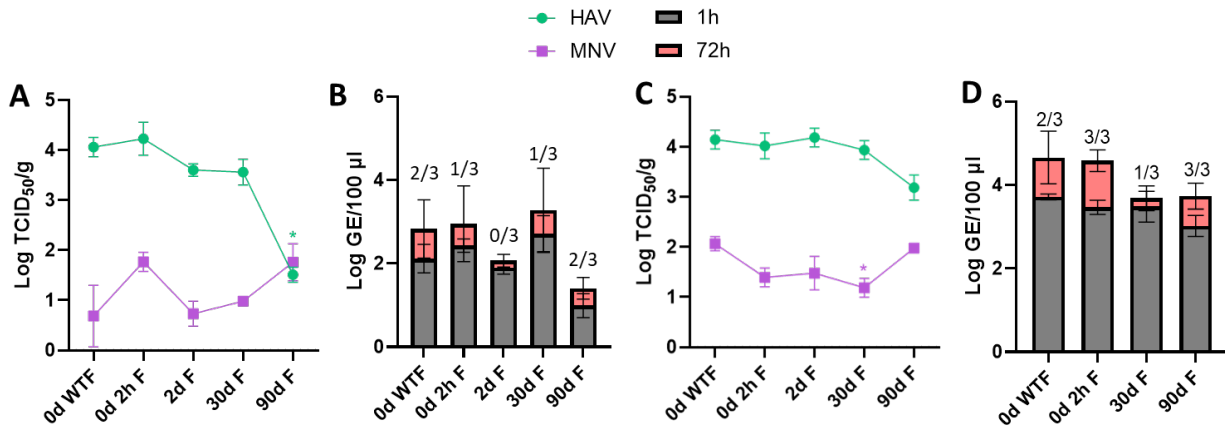 HAV 1h
MNV 72h
A
Log TCID50/g
5
4
3
2
1
0
0d WTF 0d 2h F 2d F 30d F 90d F
*
B
Log GE/100 µl
6
4
2
0
2/3 1/3 0/3 1/3 2/3
0d WTF 0d 2h F 2d F 30d F 90d F
C
Log TCID50/g
5
4
3
2
1
0
*
0d WTF 0d 2h F 2d F 30d F 90d F
D
Log GE/100 µl
6
4
2
0
2/3 3/3 1/3 3/3
0d WTF 0d 2h F 30d F 90d F